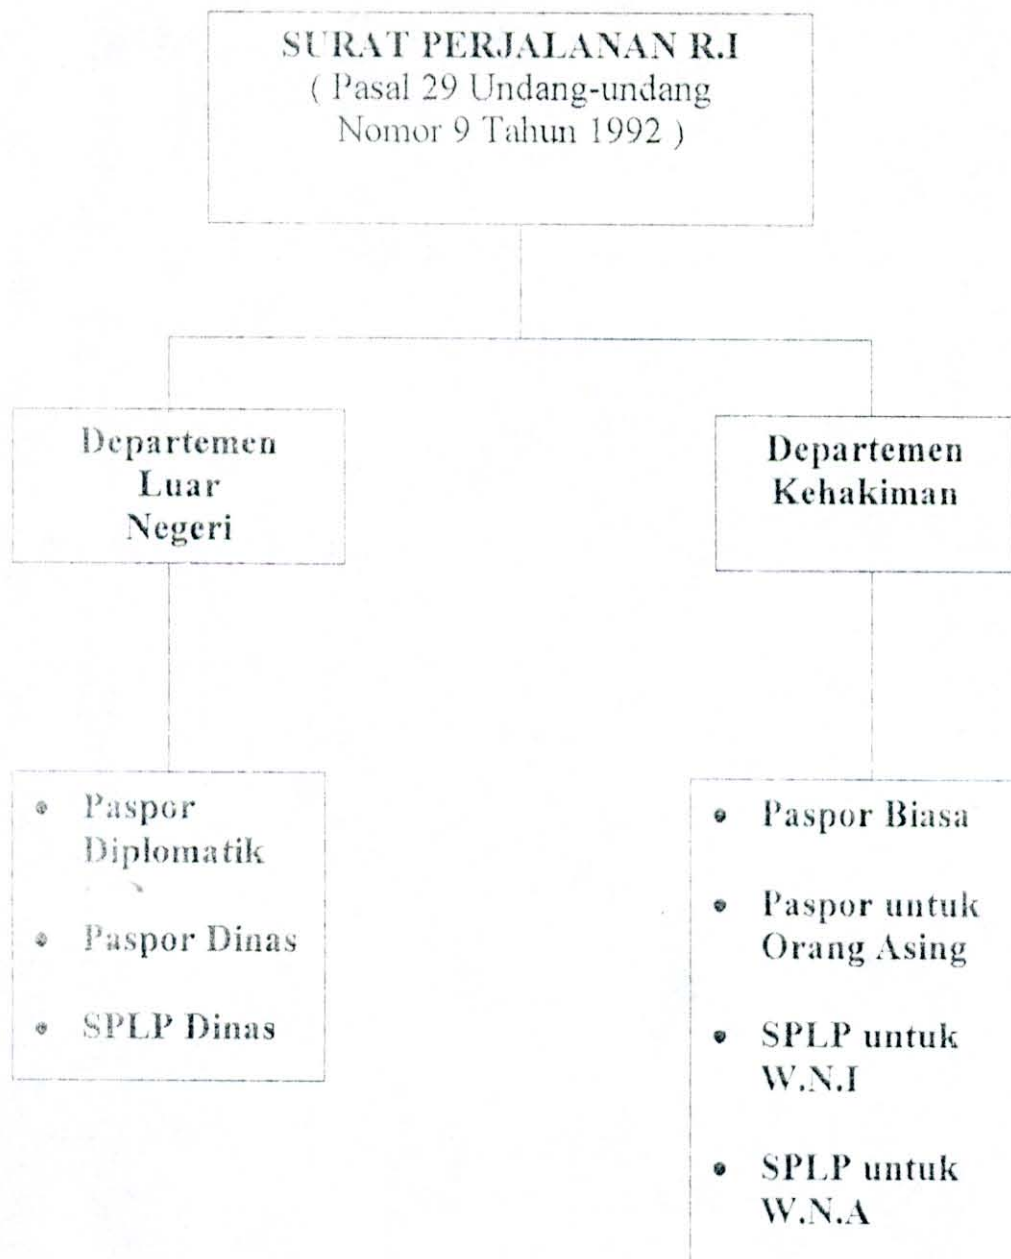 SURAT PERJALANAN R.I
( Pasal 29 Undang-undang
Nomor 9 Tahun 1992 )
Departemen
Luar
Negeri
Departemen
Kehakiman
• Paspor
Diplomatik
• Paspor Dinas
• SPLP Dinas
• Paspor Biasa
• Paspor untuk
Orang Asing
• SPLP untuk
W.N.I
• SPLP untuk
W.N.A